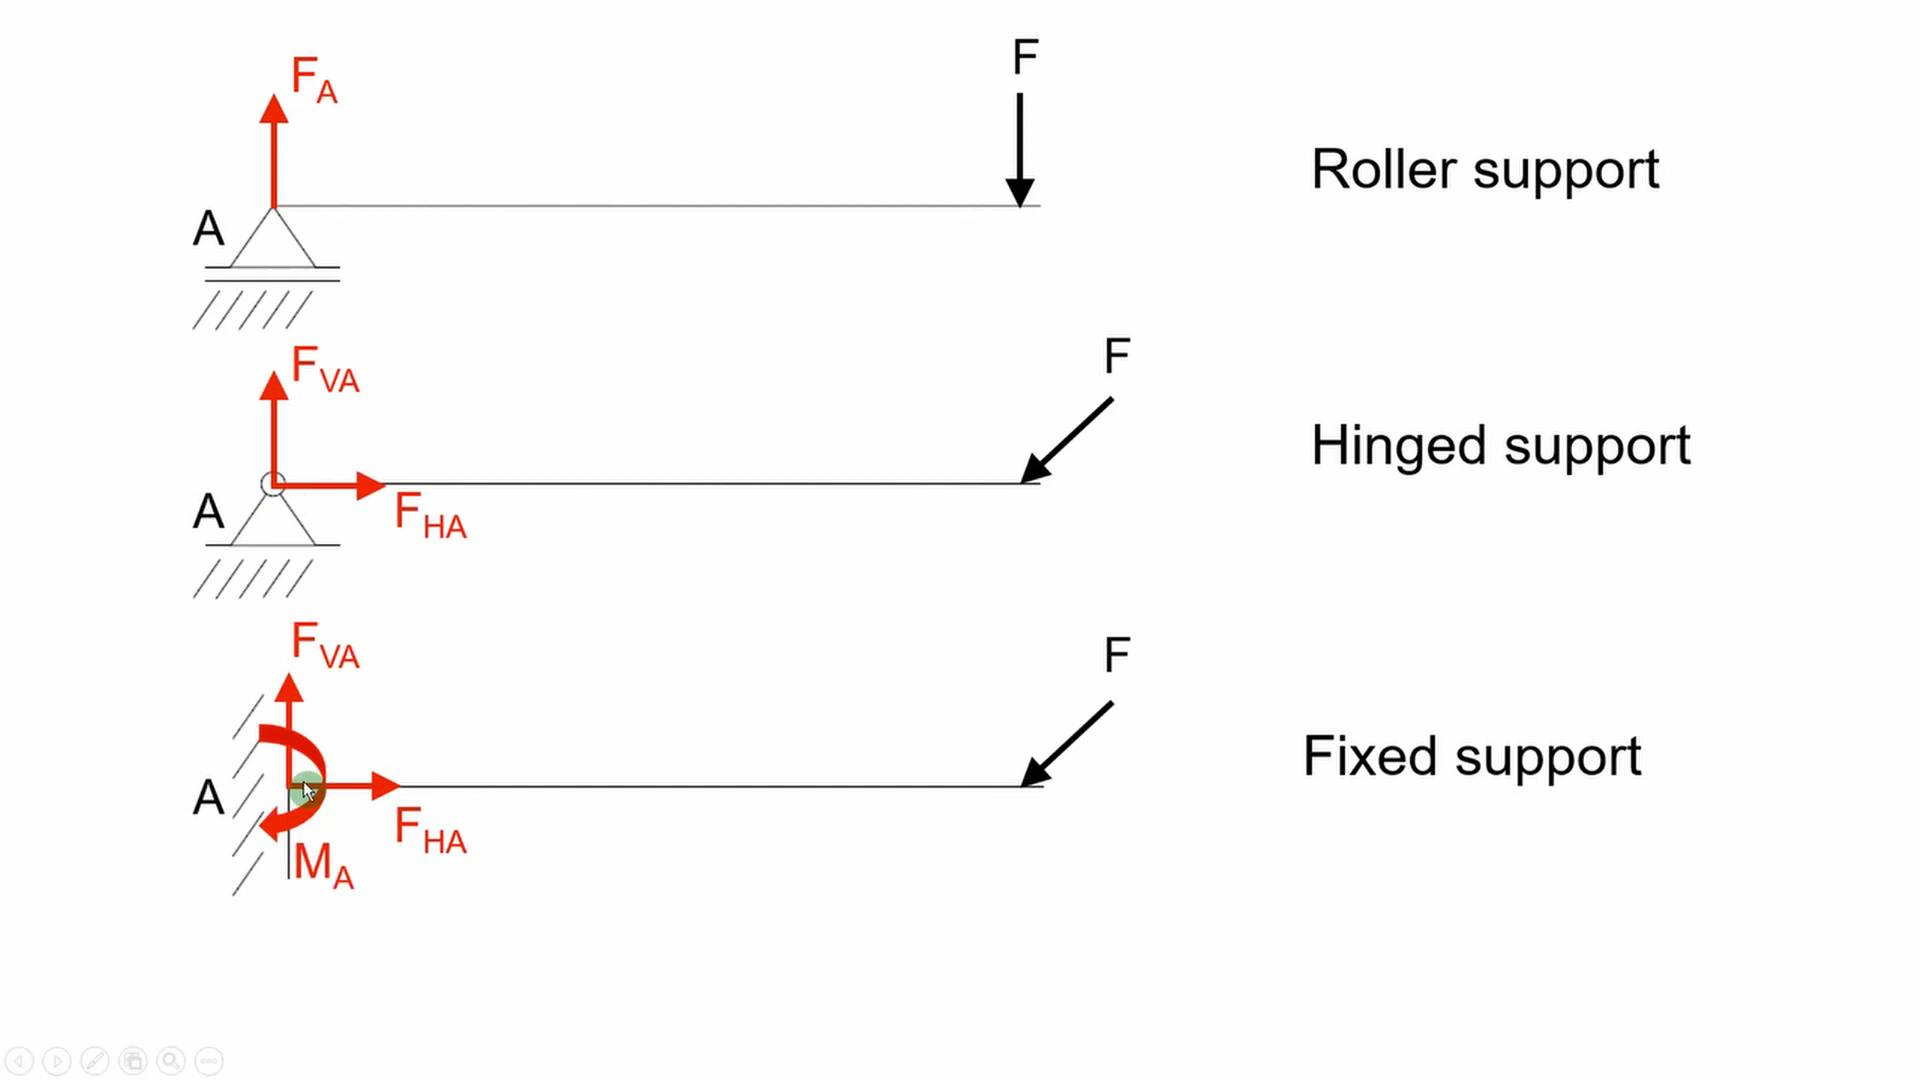 F
F_A
Roller support
A
F
F_VA
Hinged support
A
F_HA
F_VA
F
Fixed support
A
F_HA
M_A